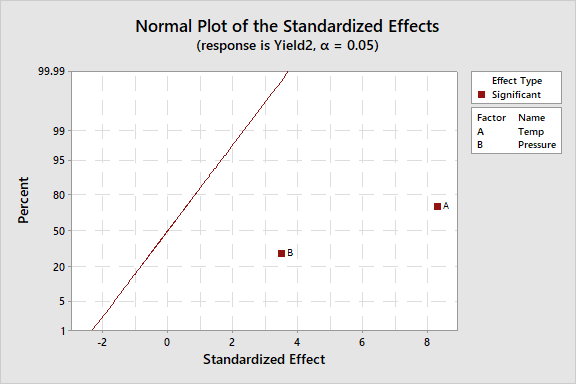 Normal Plot of the Standardized Effects
(response is Yield2, α = 0.05)
99.99
99
95
80
50
20
5
1
Percent
A
B
-2 0 2 4 6 8
Standardized Effect
Effect Type
Significant
Factor Name
A Temp
B Pressure